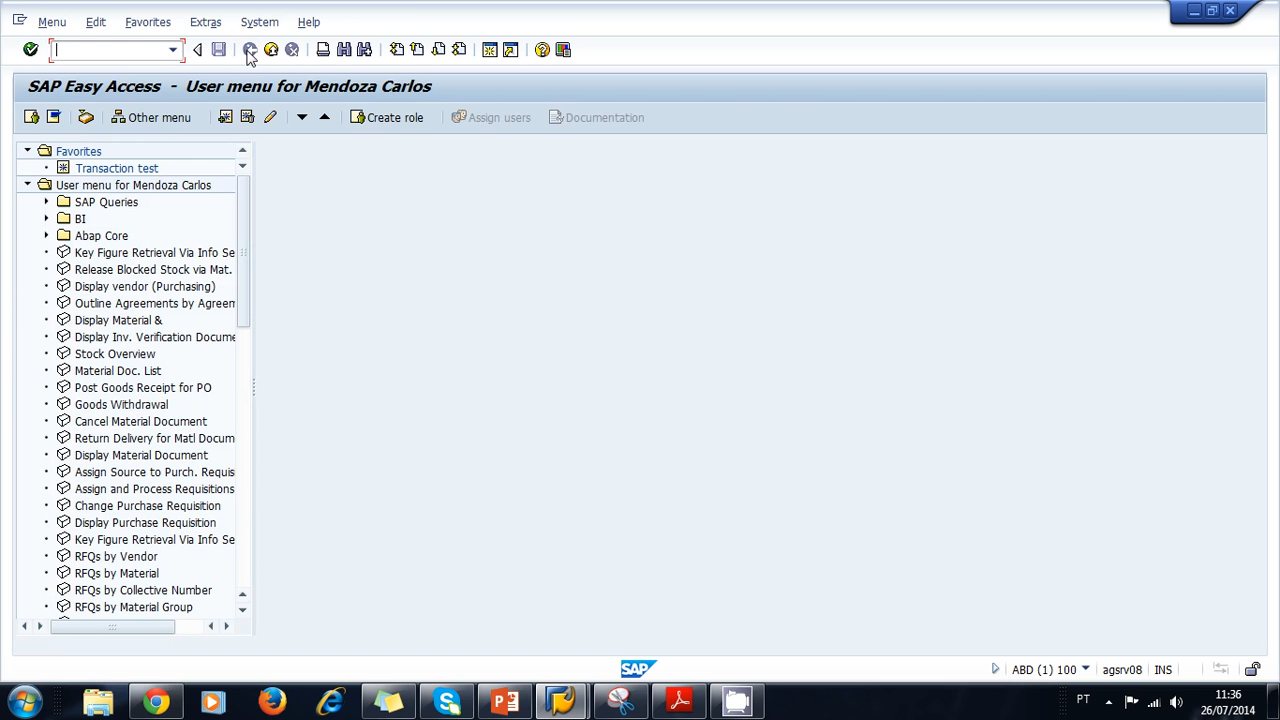 Menu Edit Favorites Extras System Help
SAP Easy Access - User menu for Mendoza Carlos
Other menu Create role Assign users Documentation
Favorites
Transaction test
User menu for Mendoza Carlos
SAP Queries
BI
Abap Core
Key Figure Retrieval Via Info Se
Release Blocked Stock via Mat.
Display vendor (Purchasing)
Outline Agreements by Agreem
Display Material &
Display Inv. Verification Docume
Stock Overview
Material Doc. List
Post Goods Receipt for PO
Goods Withdrawal
Cancel Material Document
Return Delivery for Matl Docum
Display Material Document
Assign Source to Purch. Requis
Assign and Process Requisitions
Change Purchase Requisition
Display Purchase Requisition
Key Figure Retrieval Via Info Se
RFQs by Vendor
RFQs by Material
RFQs by Collective Number
RFQs by Material Group
SAP
ABD (1) 100 agsrv08 INS
PT
11:36
26/07/2014